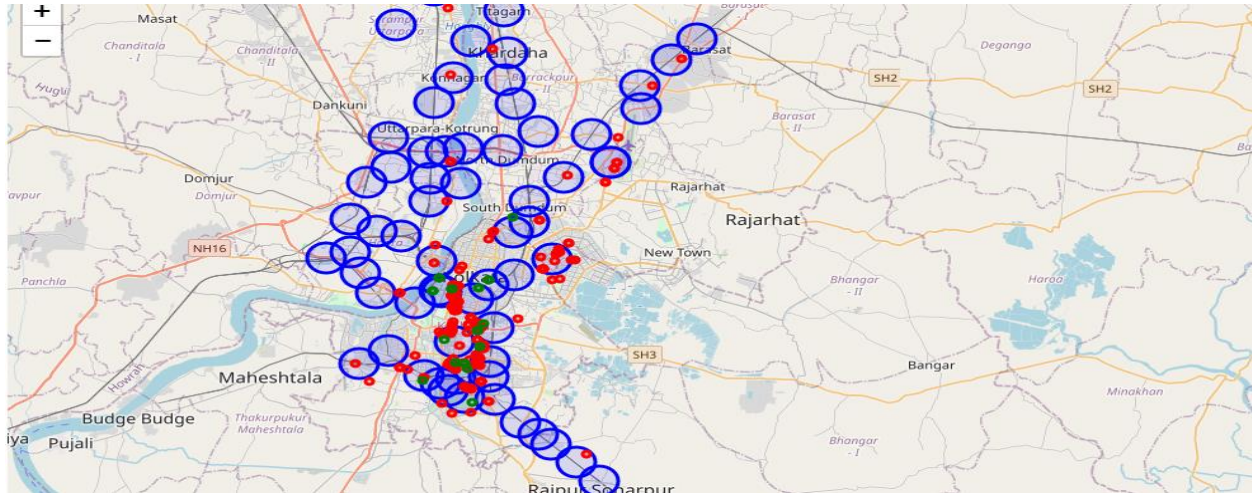 +
−
Masat
Serampur
Uttarpara
Titagarh
Barasat
- I
Chanditala
- I
Chanditala
- II
Khardaha
Barasat
Deganga
Hugli
Konnagar
Barrackpur
- II
SH2
SH2
Dankuni
Uttarpara-Kotrung
Barasat
- II
North Dumdum
Domjur
Domjur
Rajarhat
South Dumdum
Rajarhat
NH16
New Town
Panchla
Kolkata
Bhangar
- II
Haroa
SH3
Maheshtala
Bangar
Howrah
Minakhan
Budge Budge
Thakurpukur
Maheshtala
Pujali
Bhangar
- I
Rajpur Sonarpur